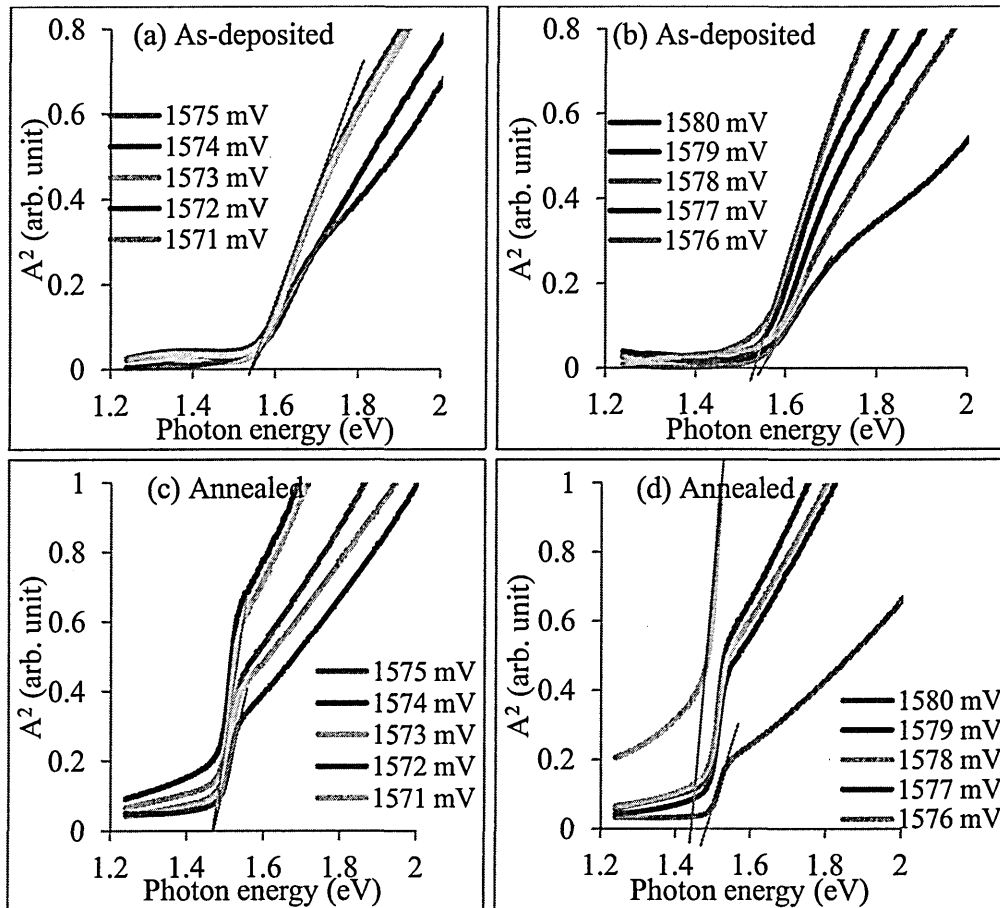 (a) As-deposited
0.8
0.6
0.4
0.2
0
A² (arb. unit)
1575 mV
1574 mV
1573 mV
1572 mV
1571 mV
1.2 1.4 1.6 1.8 2
Photon energy (eV)
(b) As-deposited
0.8
0.6
0.4
0.2
0
A² (arb. unit)
1580 mV
1579 mV
1578 mV
1577 mV
1576 mV
1.2 1.4 1.6 1.8 2
Photon energy (eV)
(c) Annealed
1
0.8
0.6
0.4
0.2
0
A² (arb. unit)
1575 mV
1574 mV
1573 mV
1572 mV
1571 mV
1.2 1.4 1.6 1.8 2
Photon energy (eV)
(d) Annealed
1
0.8
0.6
0.4
0.2
0
A² (arb. unit)
1580 mV
1579 mV
1578 mV
1577 mV
1576 mV
1.2 1.4 1.6 1.8 2
Photon energy (eV)